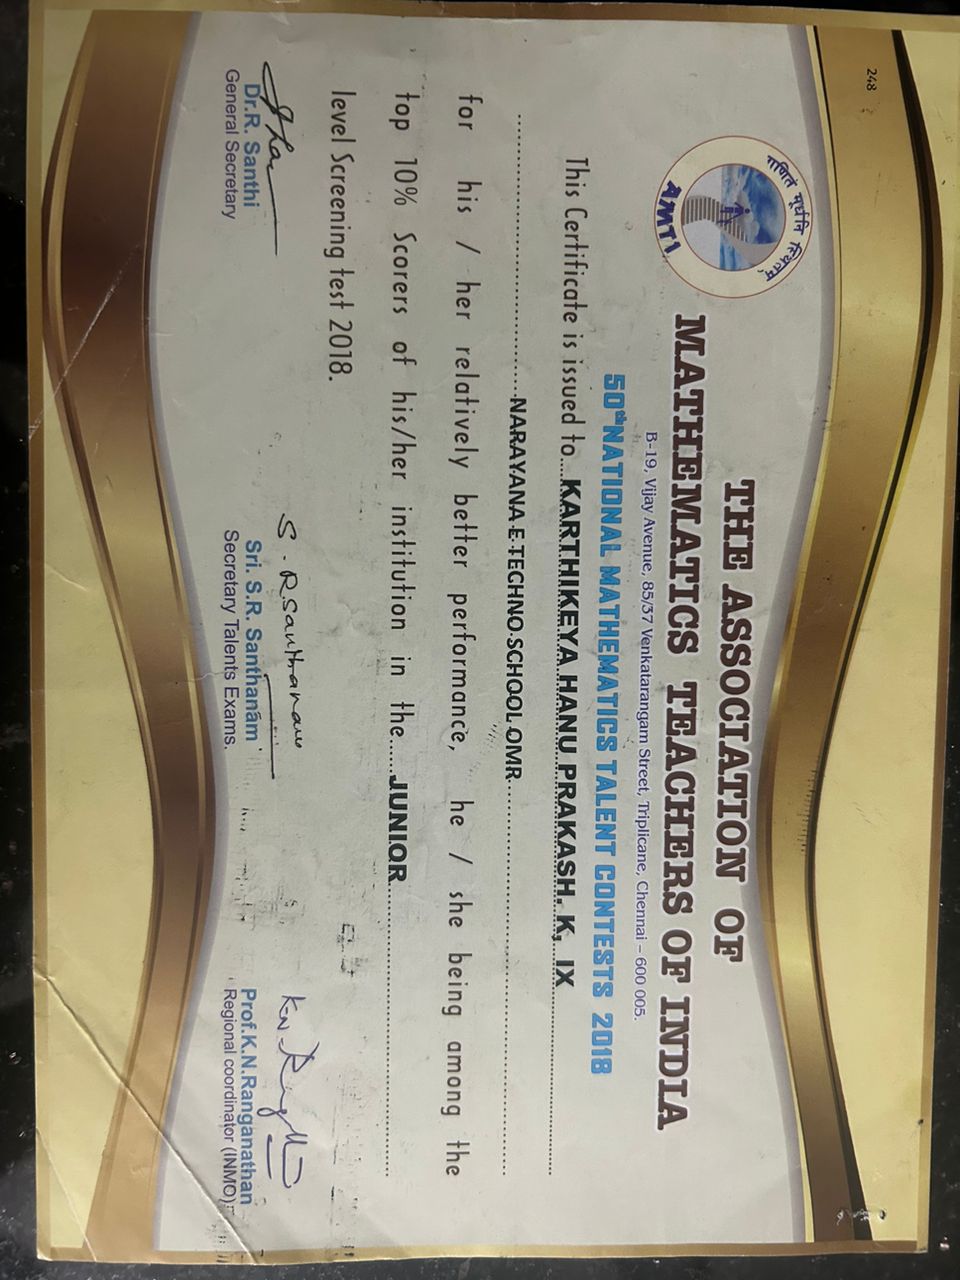 248
गणितं मूर्धनि स्थितम्
AMTI
THE ASSOCIATION OF
MATHEMATICS TEACHERS OF INDIA
B-19, Vijay Avenue, 85/37 Venkatarangam Street, Triplicane, Chennai – 600 005.
50th NATIONAL MATHEMATICS TALENT CONTESTS 2018
This Certificate is issued to....KARTHIKEYA HANU PRAKASH. K, IX
NARAYANA E TECHNO SCHOOL OMR
for his / her relatively better performance, he / she being among the
top 10% Scorers of his/her institution in the.....JUNIOR
level Screening test 2018.
S. R. Santhanam
Dr.R. Santhi
General Secretary
Sri. S.R. Santhanam
Secretary Talents Exams.
Prof.K.N.Ranganathan
Regional coordinator (INMO)